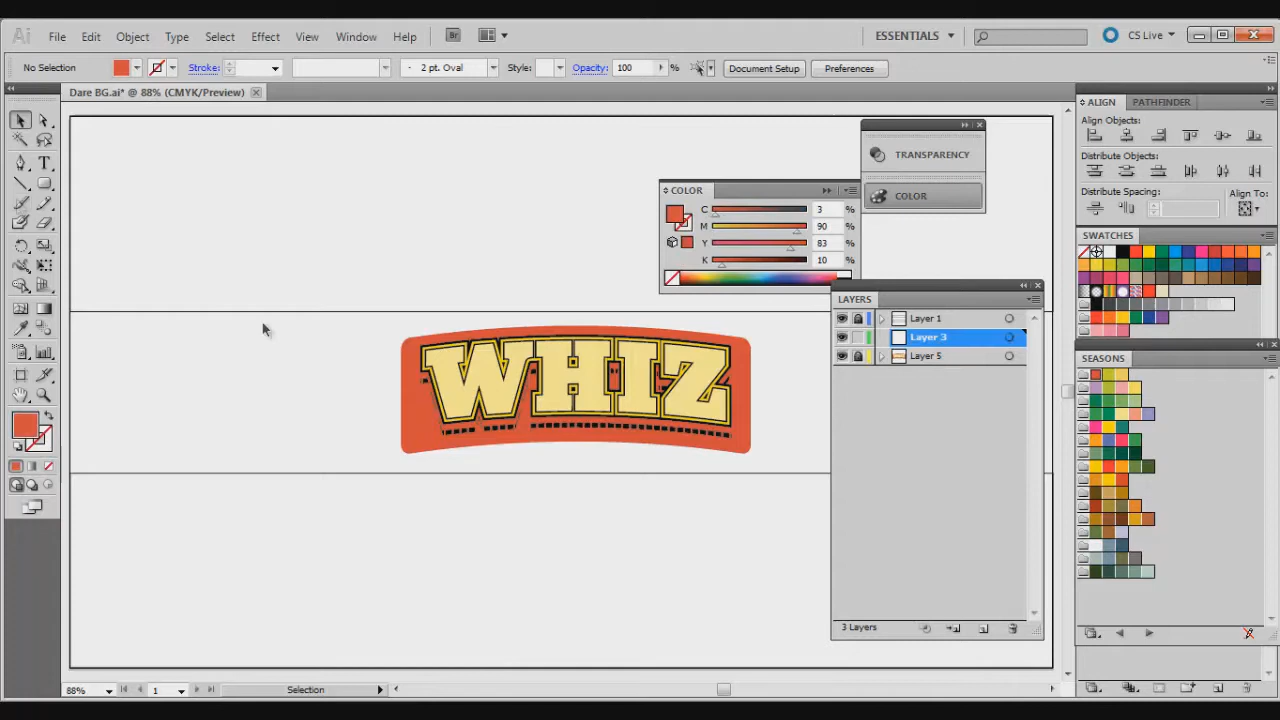 Ai File Edit Object Type Select Effect View Window Help Br ESSENTIALS CS Live
No Selection Stroke: 2 pt. Oval Style: Opacity: 100 % Document Setup Preferences
Dare BG.ai* @ 88% (CMYK/Preview)
ALIGN PATHFINDER
Align Objects:
Distribute Objects:
Distribute Spacing: Align To:
TRANSPARENCY
COLOR
COLOR
C 3 %
M 90 %
Y 83 %
K 10 %
SWATCHES
LAYERS
Layer 1
Layer 3
Layer 5
3 Layers
WHIZ
SEASONS
T
88% 1 Selection